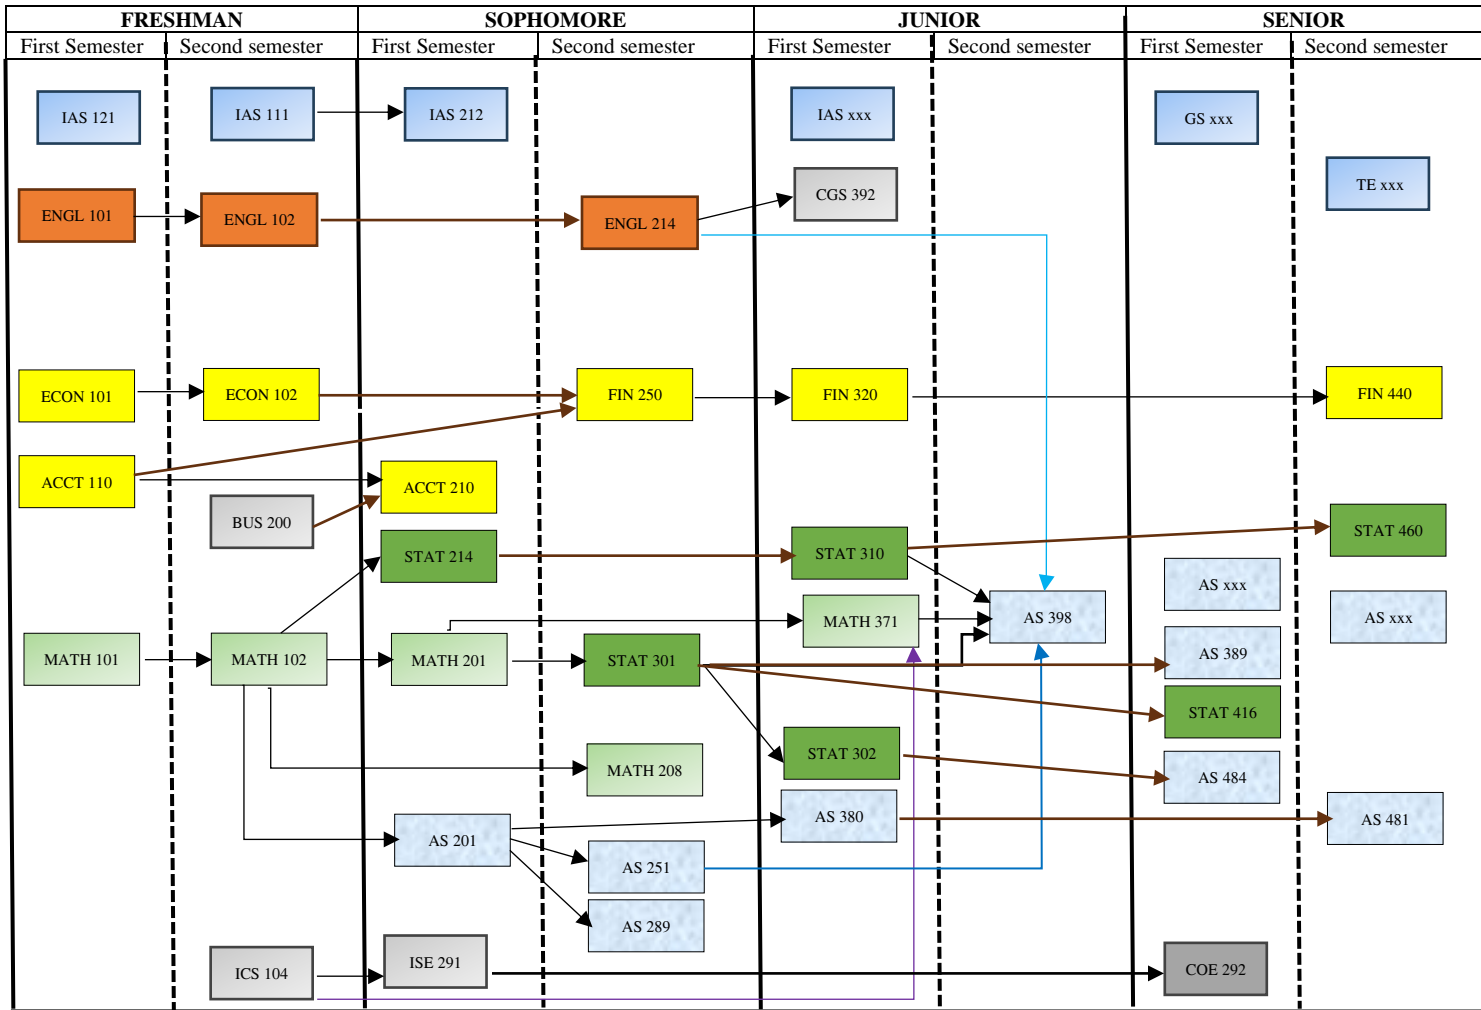 FRESHMAN SOPHOMORE JUNIOR SENIOR
First Semester Second semester First Semester Second semester First Semester Second semester First Semester Second semester
IAS 121 IAS 111 IAS 212 IAS xxx GS xxx
TE xxx
CGS 392
ENGL 101 ENGL 102 ENGL 214
ECON 101 ECON 102 FIN 250 FIN 320 FIN 440
ACCT 110 ACCT 210
BUS 200 STAT 460
STAT 214 STAT 310
AS xxx
MATH 371 AS 398 AS xxx
MATH 101 MATH 102 MATH 201 STAT 301 AS 389
STAT 416
STAT 302
MATH 208 AS 484
AS 380 AS 481
AS 201
AS 251
AS 289
ISE 291
ICS 104 COE 292